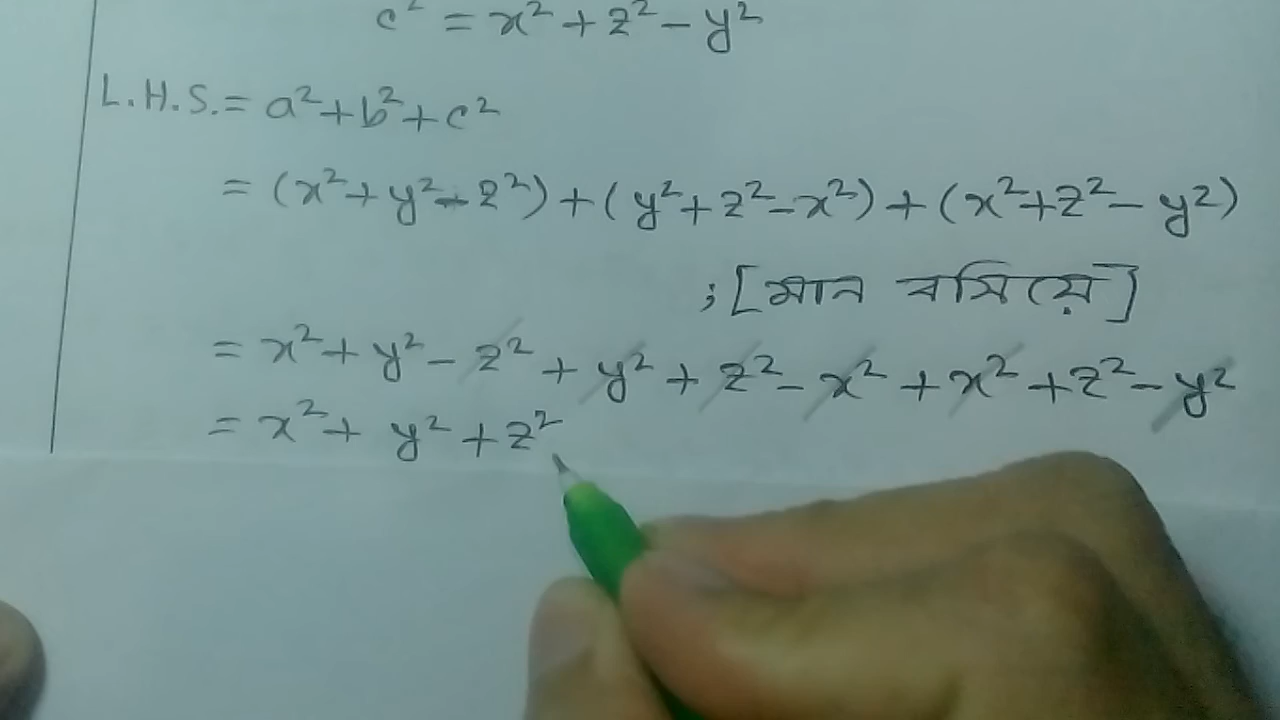 c² = x² + z² - y²
L.H.S. = a² + b² + c²
= (x² + y² - z²) + (y² + z² - x²) + (x² + z² - y²)
; [মান বসিয়ে]
= x² + y² - z² + y² + z² - x² + x² + z² - y²
= x² + y² + z²